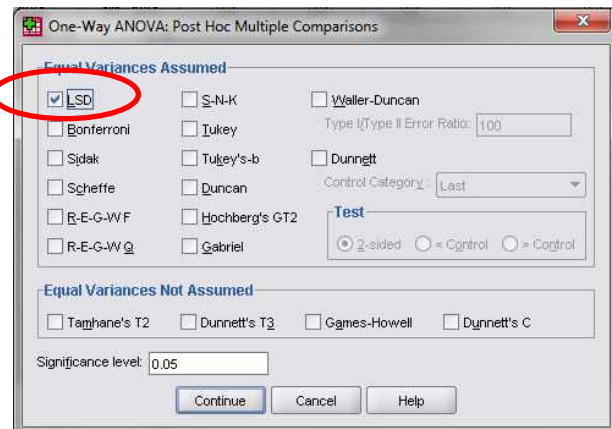 One-Way ANOVA: Post Hoc Multiple Comparisons
Equal Variances Assumed
LSD
S-N-K
Waller-Duncan
Bonferroni
Tukey
Type I/Type II Error Ratio: 100
Sidak
Tukey's-b
Dunnett
Scheffe
Duncan
Control Category: Last
R-E-G-W F
Hochberg's GT2
Test
R-E-G-W Q
Gabriel
2-sided < Control > Control
Equal Variances Not Assumed
Tamhane's T2 Dunnett's T3 Games-Howell Dunnett's C
Significance level: 0.05
Continue Cancel Help